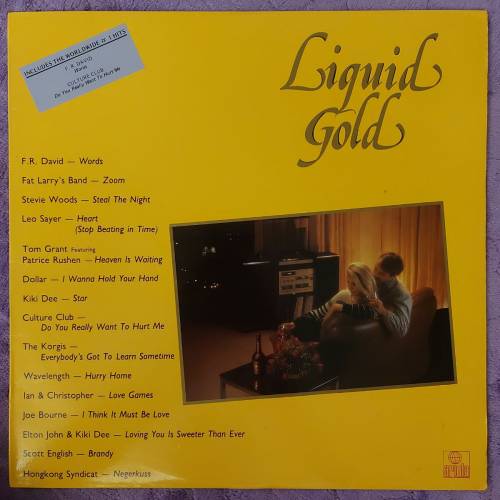 INCLUDES THE WORLDWIDE # 1 HITS
F. R. DAVID
Words
CULTURE CLUB
Do You Really Want To Hurt Me
Liquid
Gold
F.R. David — Words
Fat Larry's Band — Zoom
Stevie Woods — Steal The Night
Leo Sayer — Heart
(Stop Beating in Time)
Tom Grant Featuring
Patrice Rushen — Heaven Is Waiting
Dollar — I Wanna Hold Your Hand
Kiki Dee — Star
Culture Club —
Do You Really Want To Hurt Me
The Korgis —
Everybody's Got To Learn Sometime
Wavelength — Hurry Home
Ian & Christopher — Love Games
Joe Bourne — I Think It Must Be Love
Elton John & Kiki Dee — Loving You Is Sweeter Than Ever
Scott English — Brandy
Hongkong Syndicat — Negerkuss
ariola